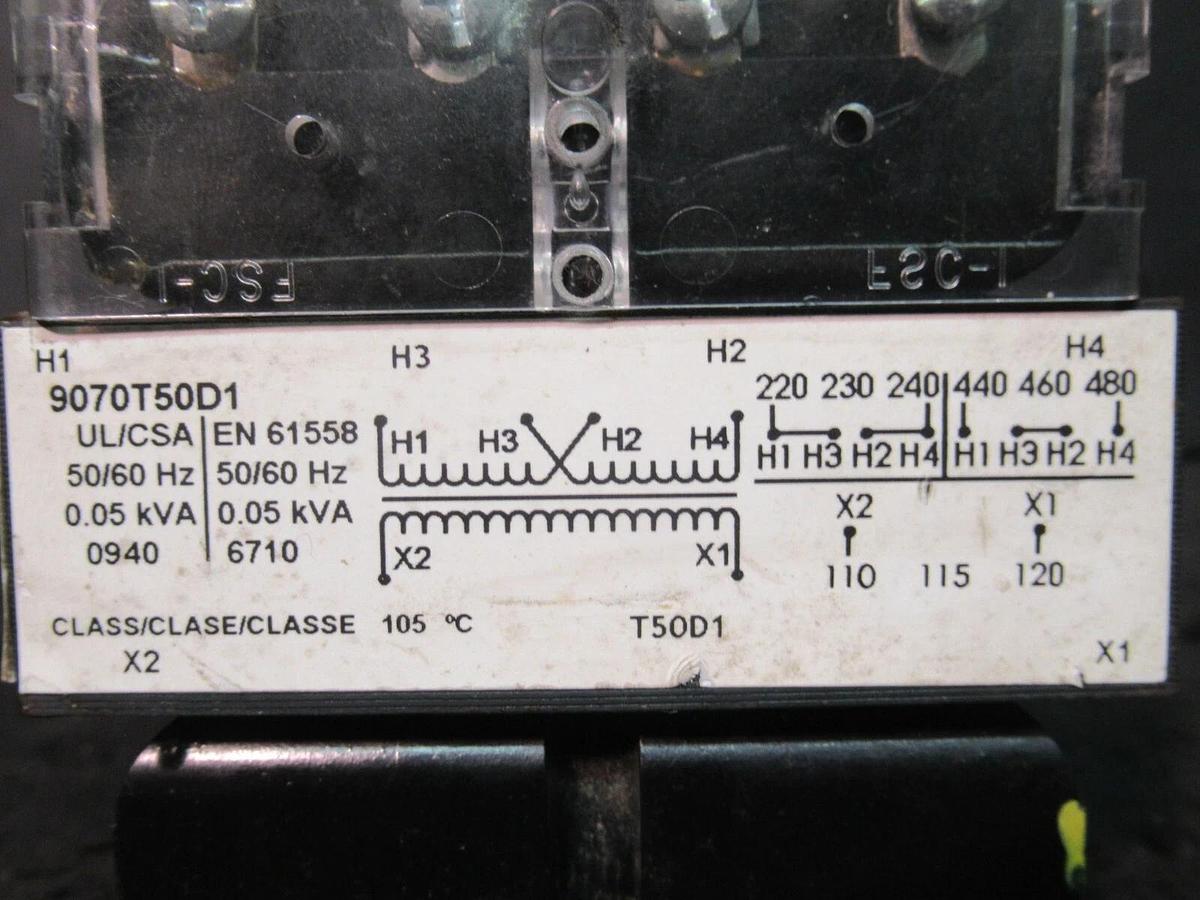 FSC-1 FSC-1
H1 H3 H2 H4
9070T50D1
UL/CSA EN 61558
50/60 Hz 50/60 Hz
0.05 kVA 0.05 kVA
0940 6710
H1 H3 H2 H4
X2 X1
220 230 240 440 460 480
H1 H3 H2 H4 H1 H3 H2 H4
X2 X1
110 115 120
CLASS/CLASE/CLASSE 105 ºC T50D1
X2 X1